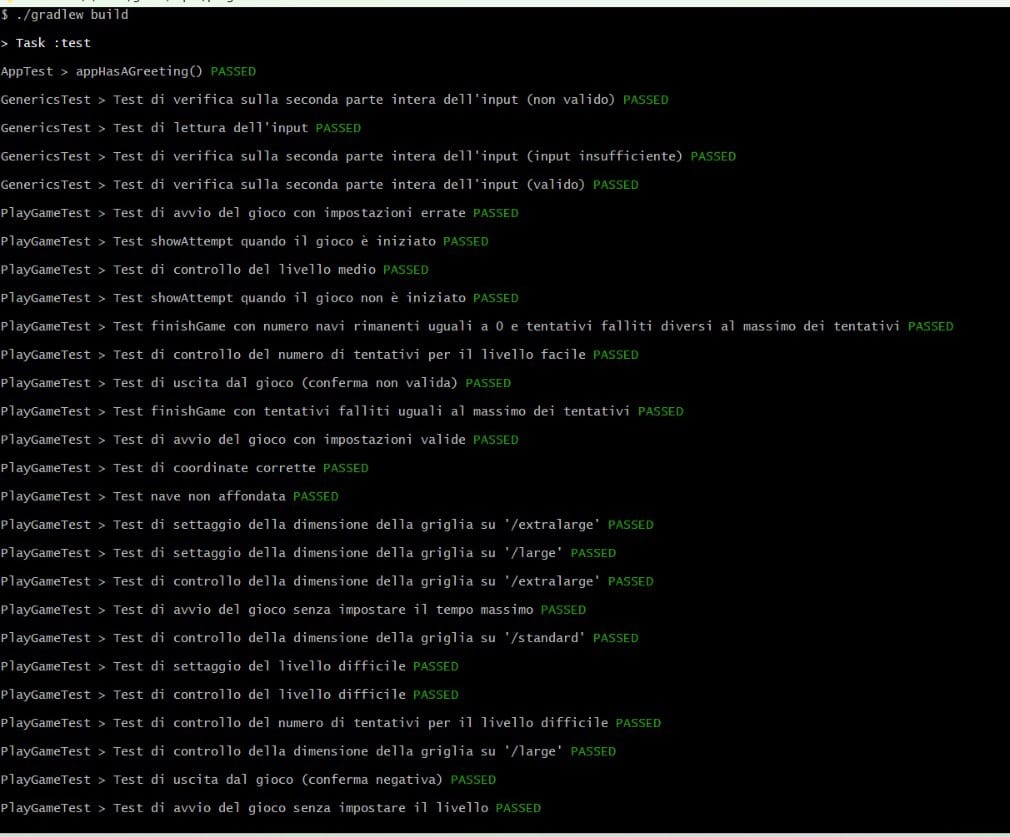 $ ./gradlew build
> Task :test
AppTest > appHasAGreeting() PASSED
GenericsTest > Test di verifica sulla seconda parte intera dell'input (non valido) PASSED
GenericsTest > Test di lettura dell'input PASSED
GenericsTest > Test di verifica sulla seconda parte intera dell'input (input insufficiente) PASSED
GenericsTest > Test di verifica sulla seconda parte intera dell'input (valido) PASSED
PlayGameTest > Test di avvio del gioco con impostazioni errate PASSED
PlayGameTest > Test showAttempt quando il gioco è iniziato PASSED
PlayGameTest > Test di controllo del livello medio PASSED
PlayGameTest > Test showAttempt quando il gioco non è iniziato PASSED
PlayGameTest > Test finishGame con numero navi rimanenti uguali a 0 e tentativi falliti diversi al massimo dei tentativi PASSED
PlayGameTest > Test di controllo del numero di tentativi per il livello facile PASSED
PlayGameTest > Test di uscita dal gioco (conferma non valida) PASSED
PlayGameTest > Test finishGame con tentativi falliti uguali al massimo dei tentativi PASSED
PlayGameTest > Test di avvio del gioco con impostazioni valide PASSED
PlayGameTest > Test di coordinate corrette PASSED
PlayGameTest > Test nave non affondata PASSED
PlayGameTest > Test di settaggio della dimensione della griglia su '/extralarge' PASSED
PlayGameTest > Test di settaggio della dimensione della griglia su '/large' PASSED
PlayGameTest > Test di controllo della dimensione della griglia su '/extralarge' PASSED
PlayGameTest > Test di avvio del gioco senza impostare il tempo massimo PASSED
PlayGameTest > Test di controllo della dimensione della griglia su '/standard' PASSED
PlayGameTest > Test di settaggio del livello difficile PASSED
PlayGameTest > Test di controllo del livello difficile PASSED
PlayGameTest > Test di controllo del numero di tentativi per il livello difficile PASSED
PlayGameTest > Test di controllo della dimensione della griglia su '/large' PASSED
PlayGameTest > Test di uscita dal gioco (conferma negativa) PASSED
PlayGameTest > Test di avvio del gioco senza impostare il livello PASSED